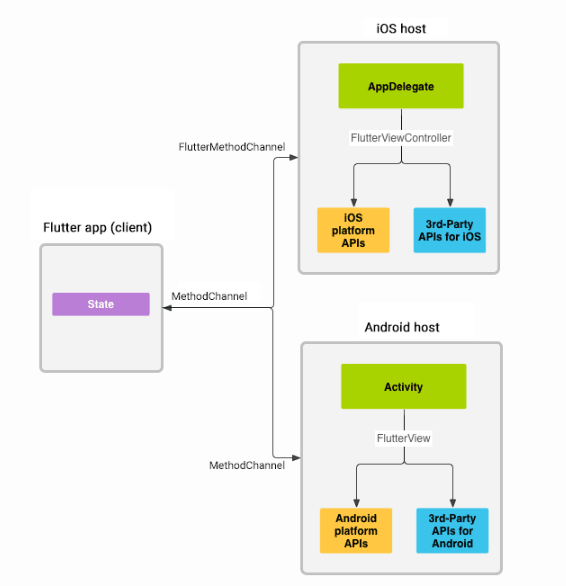 iOS host
AppDelegate
FlutterViewController
FlutterMethodChannel
iOS
platform
APIs
3rd-Party
APIs for iOS
Flutter app (client)
State
MethodChannel
Android host
Activity
FlutterView
MethodChannel
Android
platform
APIs
3rd-Party
APIs for
Android